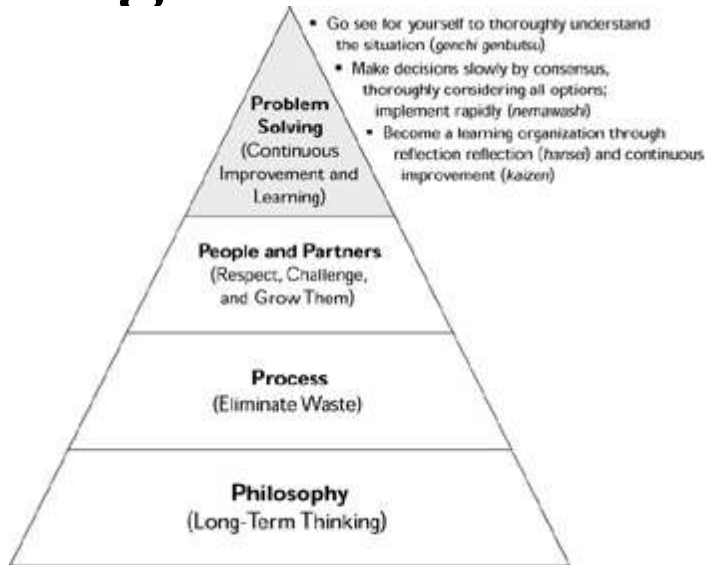 • Go see for yourself to thoroughly understand
the situation (genchi genbutsu)
• Make decisions slowly by consensus,
thoroughly considering all options;
implement rapidly (nemawashi)
• Become a learning organization through
reflection reflection (hansei) and continuous
improvement (kaizen)
Problem
Solving
(Continuous
Improvement and
Learning)
People and Partners
(Respect, Challenge,
and Grow Them)
Process
(Eliminate Waste)
Philosophy
(Long-Term Thinking)